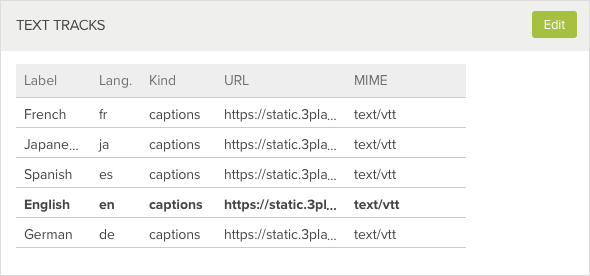 TEXT TRACKS Edit
Label Lang. Kind URL MIME
French fr captions https://static.3pla... text/vtt
Japane... ja captions https://static.3pla... text/vtt
Spanish es captions https://static.3pla... text/vtt
English en captions https://static.3pl... text/vtt
German de captions https://static.3pla... text/vtt